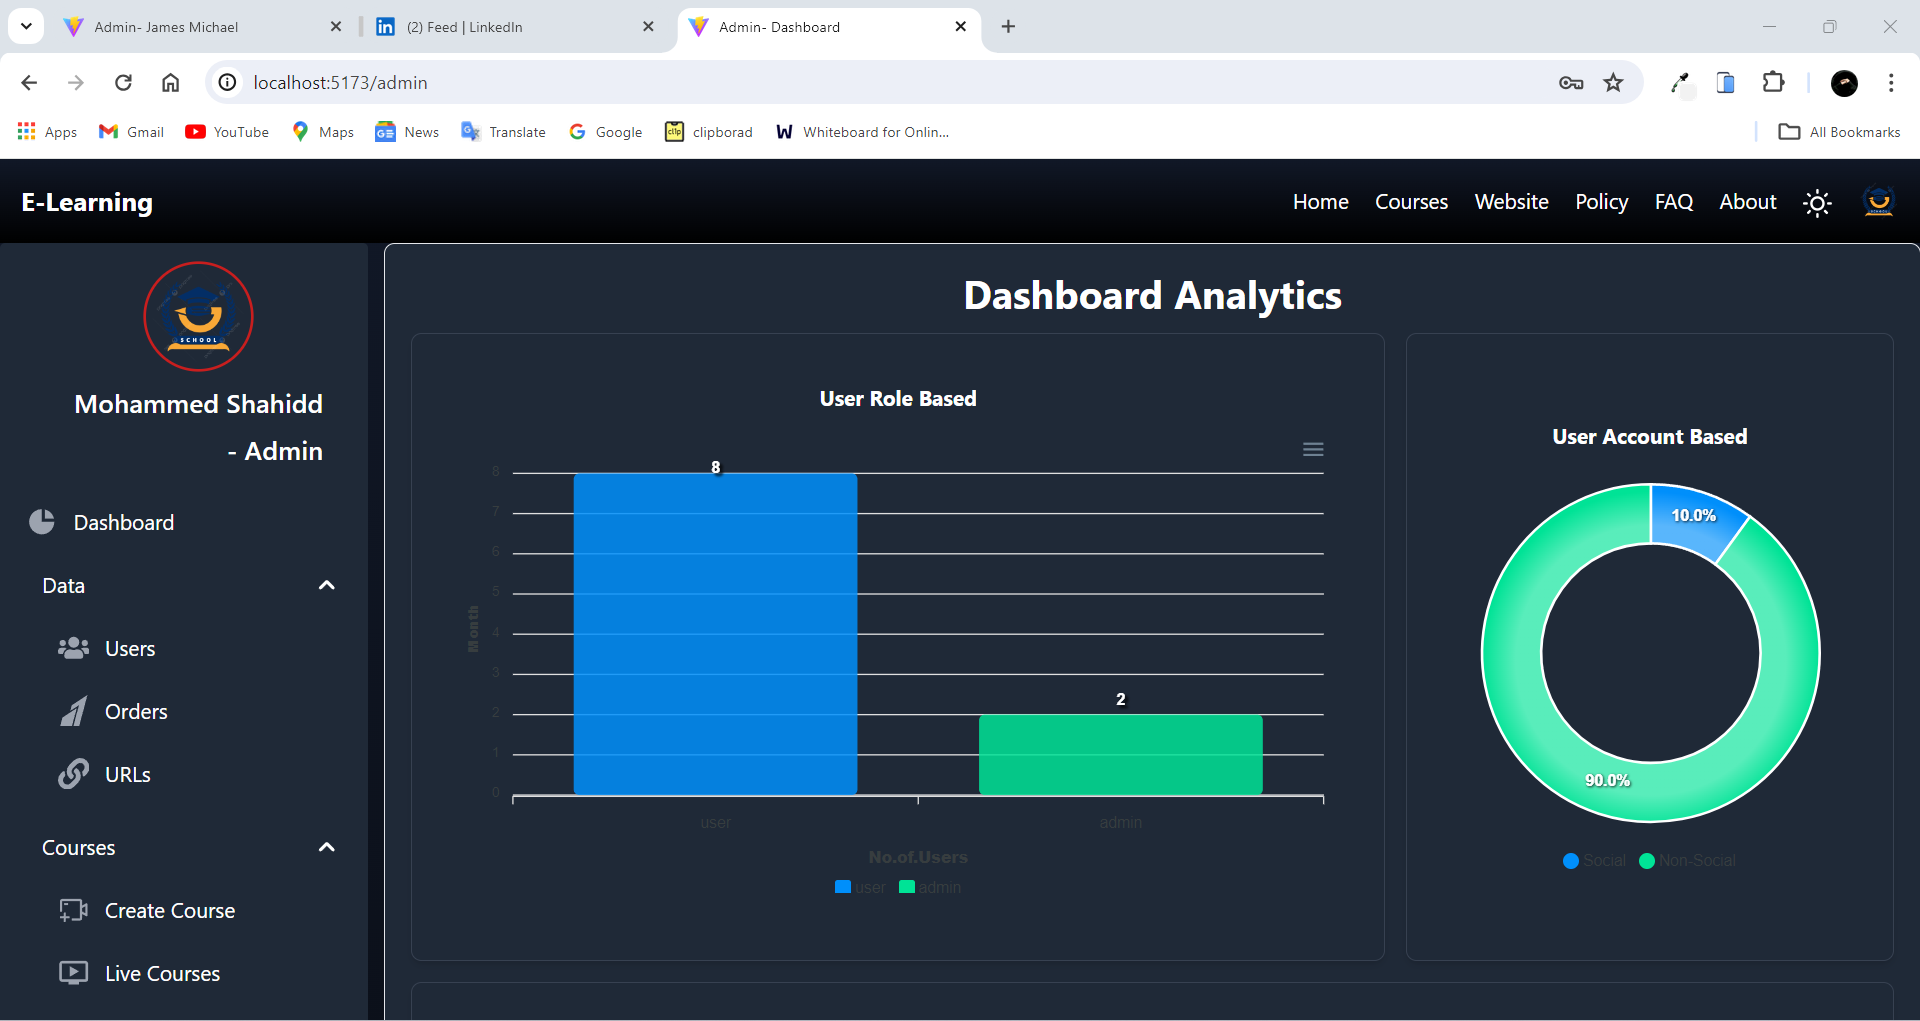 Admin- James Michael
(2) Feed | LinkedIn
Admin- Dashboard
localhost:5173/admin
Apps
Gmail
YouTube
Maps
News
Translate
Google
clipborad
Whiteboard for Onlin...
All Bookmarks
E-Learning
Home
Courses
Website
Policy
FAQ
About
SCHOOL
Mohammed Shahidd
- Admin
Dashboard
Data
Users
Orders
URLs
Courses
Create Course
Live Courses
Dashboard Analytics
User Role Based
8
7
6
5
4
3
2
1
0
Month
8
2
user
admin
No.of.Users
user
admin
User Account Based
10.0%
90.0%
Social
Non-Social